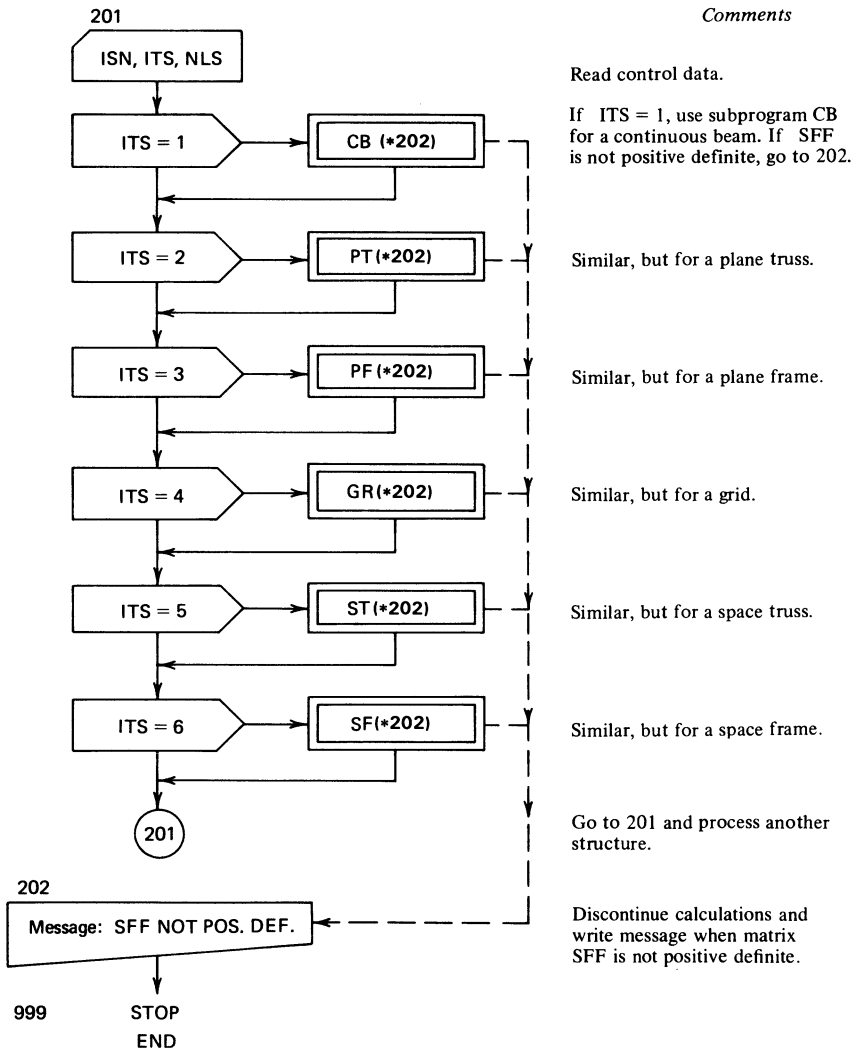 201
Comments
ISN, ITS, NLS
Read control data.
ITS = 1
CB (*202)
If ITS = 1, use subprogram CB
for a continuous beam. If SFF
is not positive definite, go to 202.
ITS = 2
PT(*202)
Similar, but for a plane truss.
ITS = 3
PF(*202)
Similar, but for a plane frame.
ITS = 4
GR(*202)
Similar, but for a grid.
ITS = 5
ST(*202)
Similar, but for a space truss.
ITS = 6
SF(*202)
Similar, but for a space frame.
201
Go to 201 and process another
structure.
202
Message: SFF NOT POS. DEF.
Discontinue calculations and
write message when matrix
SFF is not positive definite.
999
STOP
END